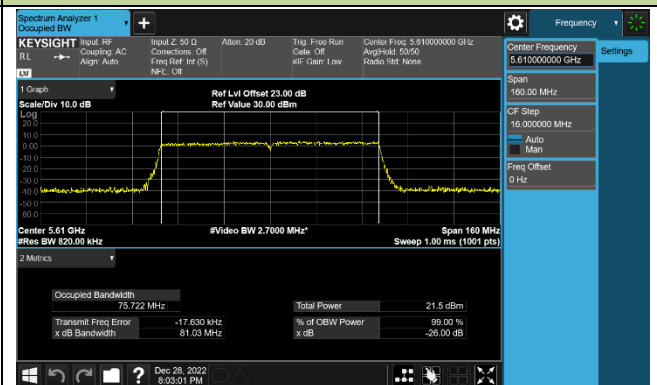 Spectrum Analyzer 1
Occupied BW
Frequency
KEYSIGHT
RL
LXI
Input: RF
Coupling: AC
Align: Auto
Input Z: 50 Ω
Corrections: Off
Freq Ref: Int (S)
NFE: Off
Atten: 20 dB
Trig: Free Run
Gate: Off
#IF Gain: Low
Center Freq: 5.610000000 GHz
Avg|Hold: 50/50
Radio Std: None
Center Frequency
5.610000000 GHz
Settings
Span
160.00 MHz
CF Step
16.000000 MHz
Auto
Man
Freq Offset
0 Hz
1 Graph
Scale/Div 10.0 dB
Ref Lvl Offset 23.00 dB
Ref Value 30.00 dBm
Log
20.0
10.0
0.00
-10.0
-20.0
-30.0
-40.0
-50.0
-60.0
Center 5.61 GHz
#Res BW 820.00 kHz
#Video BW 2.7000 MHz*
Span 160 MHz
Sweep 1.00 ms (1001 pts)
2 Metrics
Occupied Bandwidth
75.722 MHz
Total Power
21.5 dBm
Transmit Freq Error
-17.630 kHz
% of OBW Power
99.00 %
x dB Bandwidth
81.03 MHz
x dB
-26.00 dB
?
Dec 28, 2022
8:03:01 PM